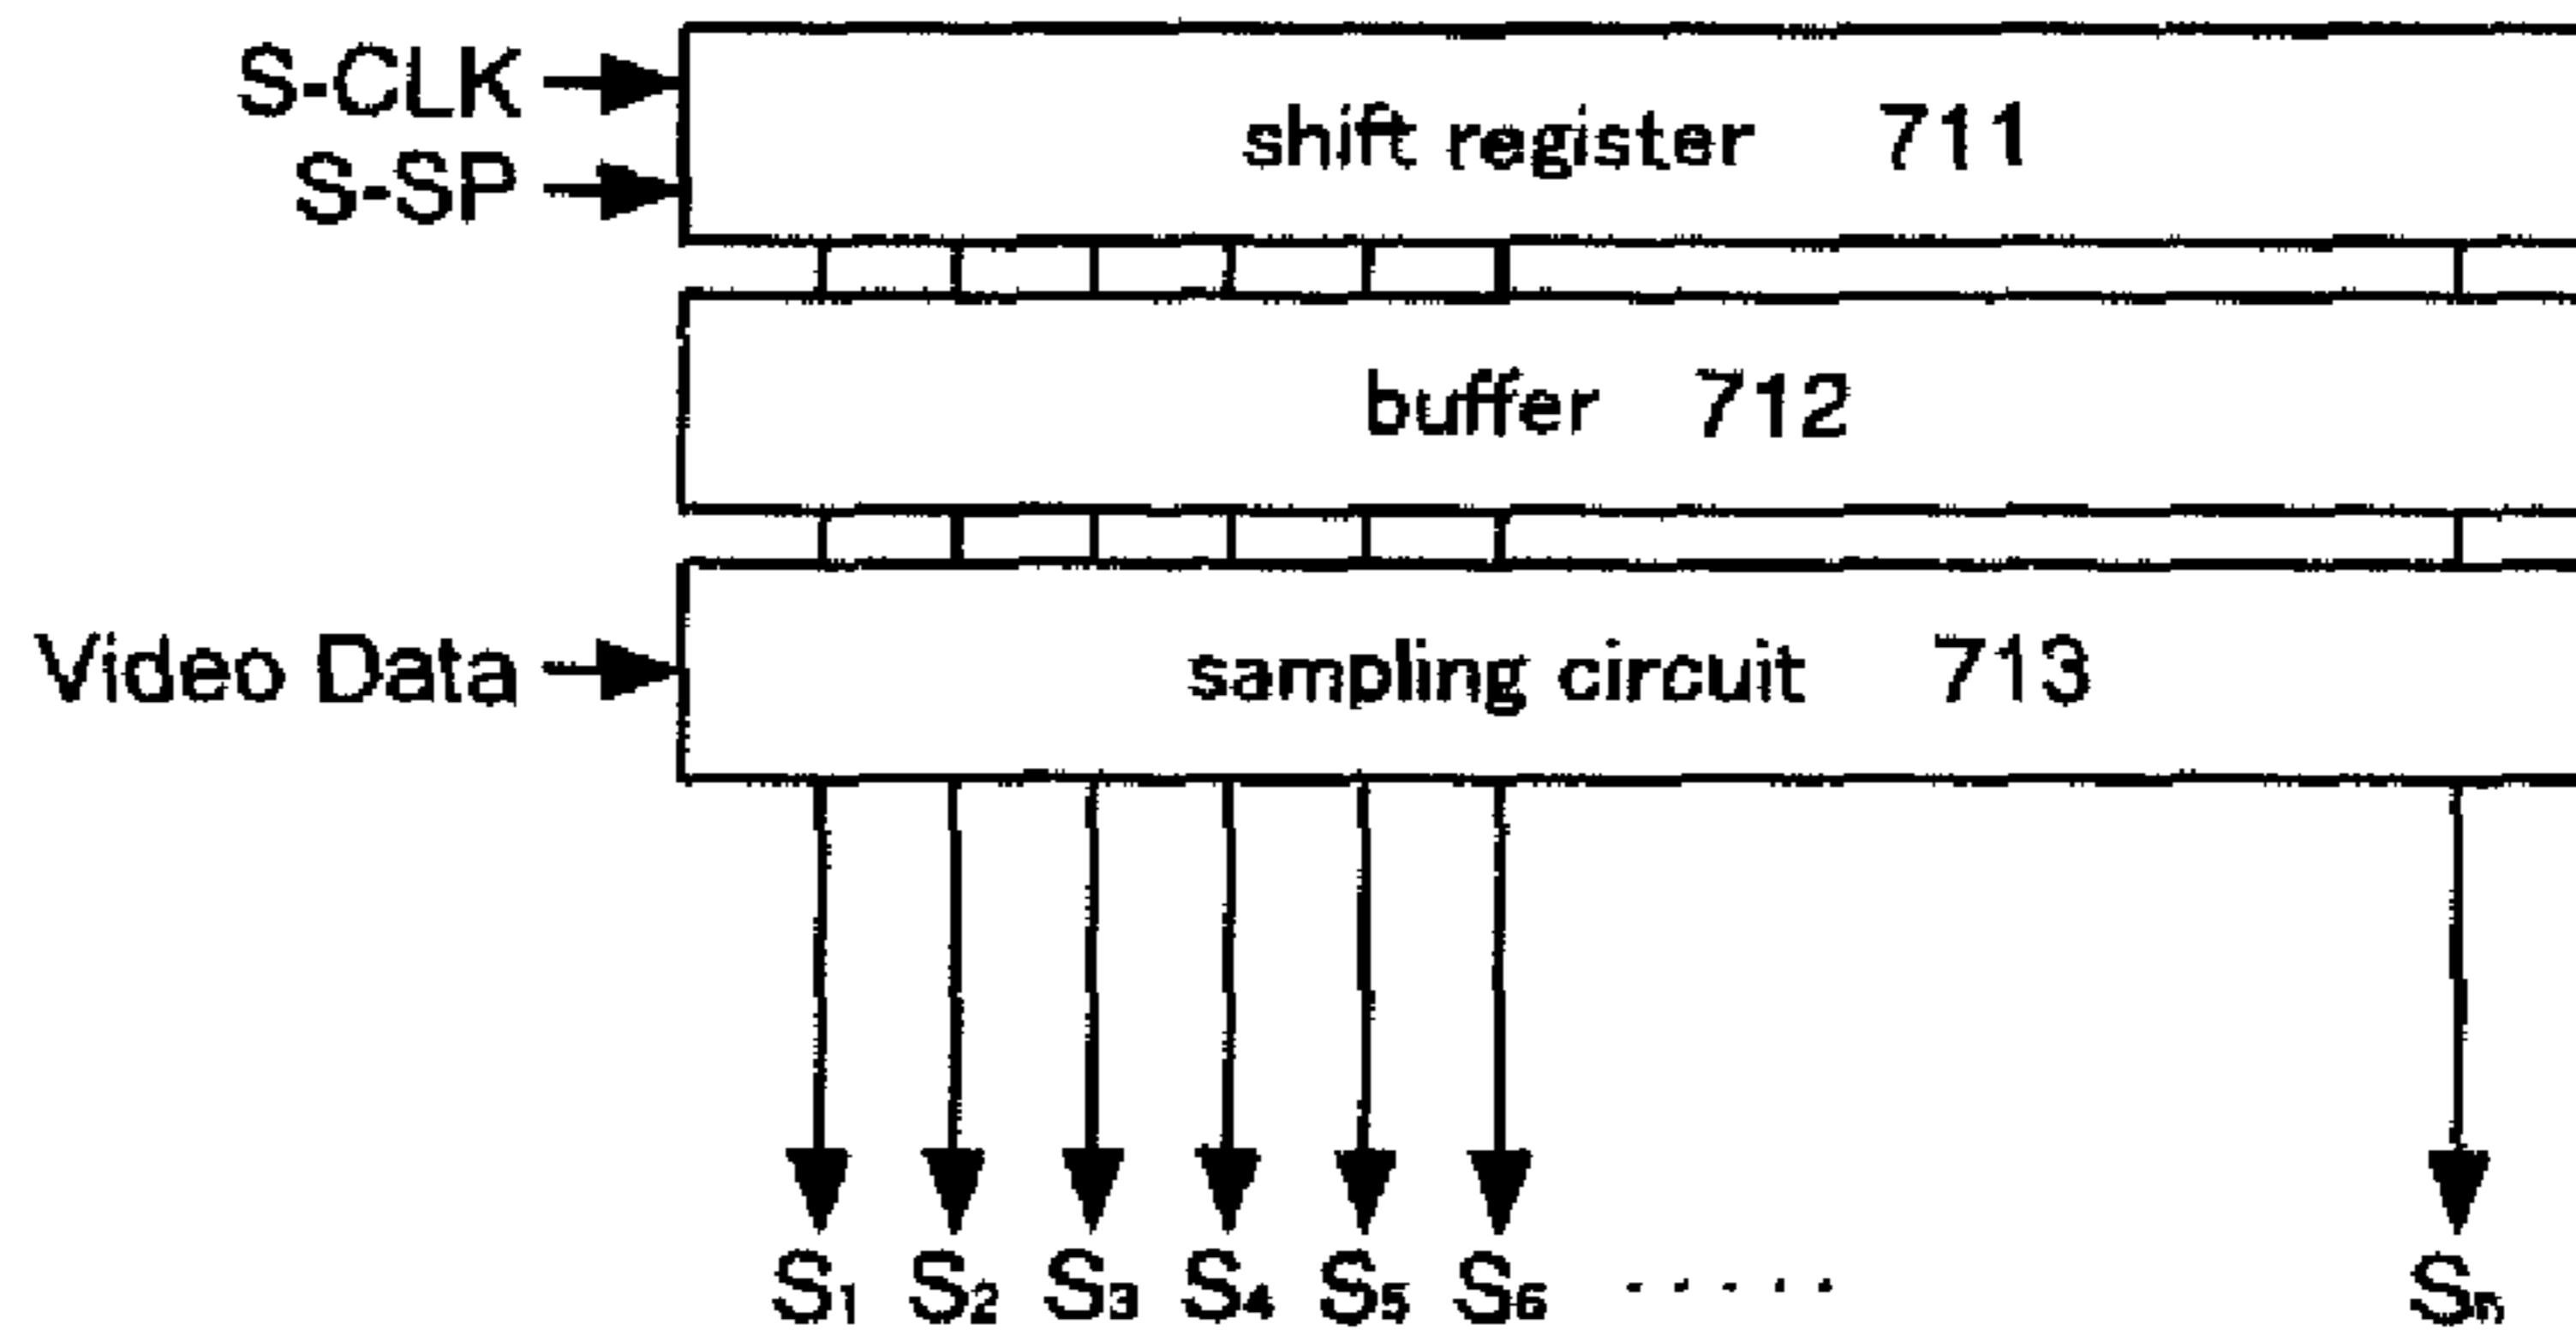 S-CLK
S-SP
shift register 711
buffer 712
Video Data
sampling circuit 713
S1 S2 S3 S4 S5 S6 ..... Sn